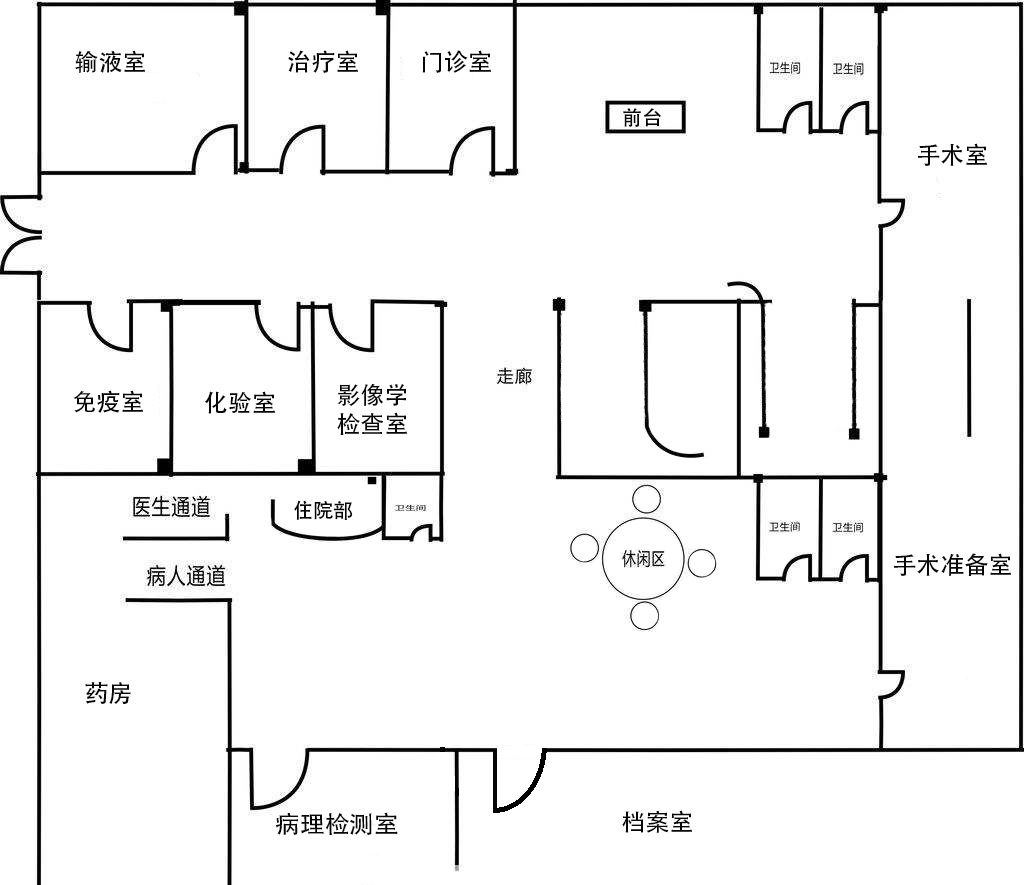 输液室
治疗室
门诊室
前台
卫生间
卫生间
手术室
走廊
免疫室
化验室
影像学
检查室
医生通道
住院部
卫生间
卫生间
卫生间
休闲区
手术准备室
病人通道
药房
病理检测室
档案室